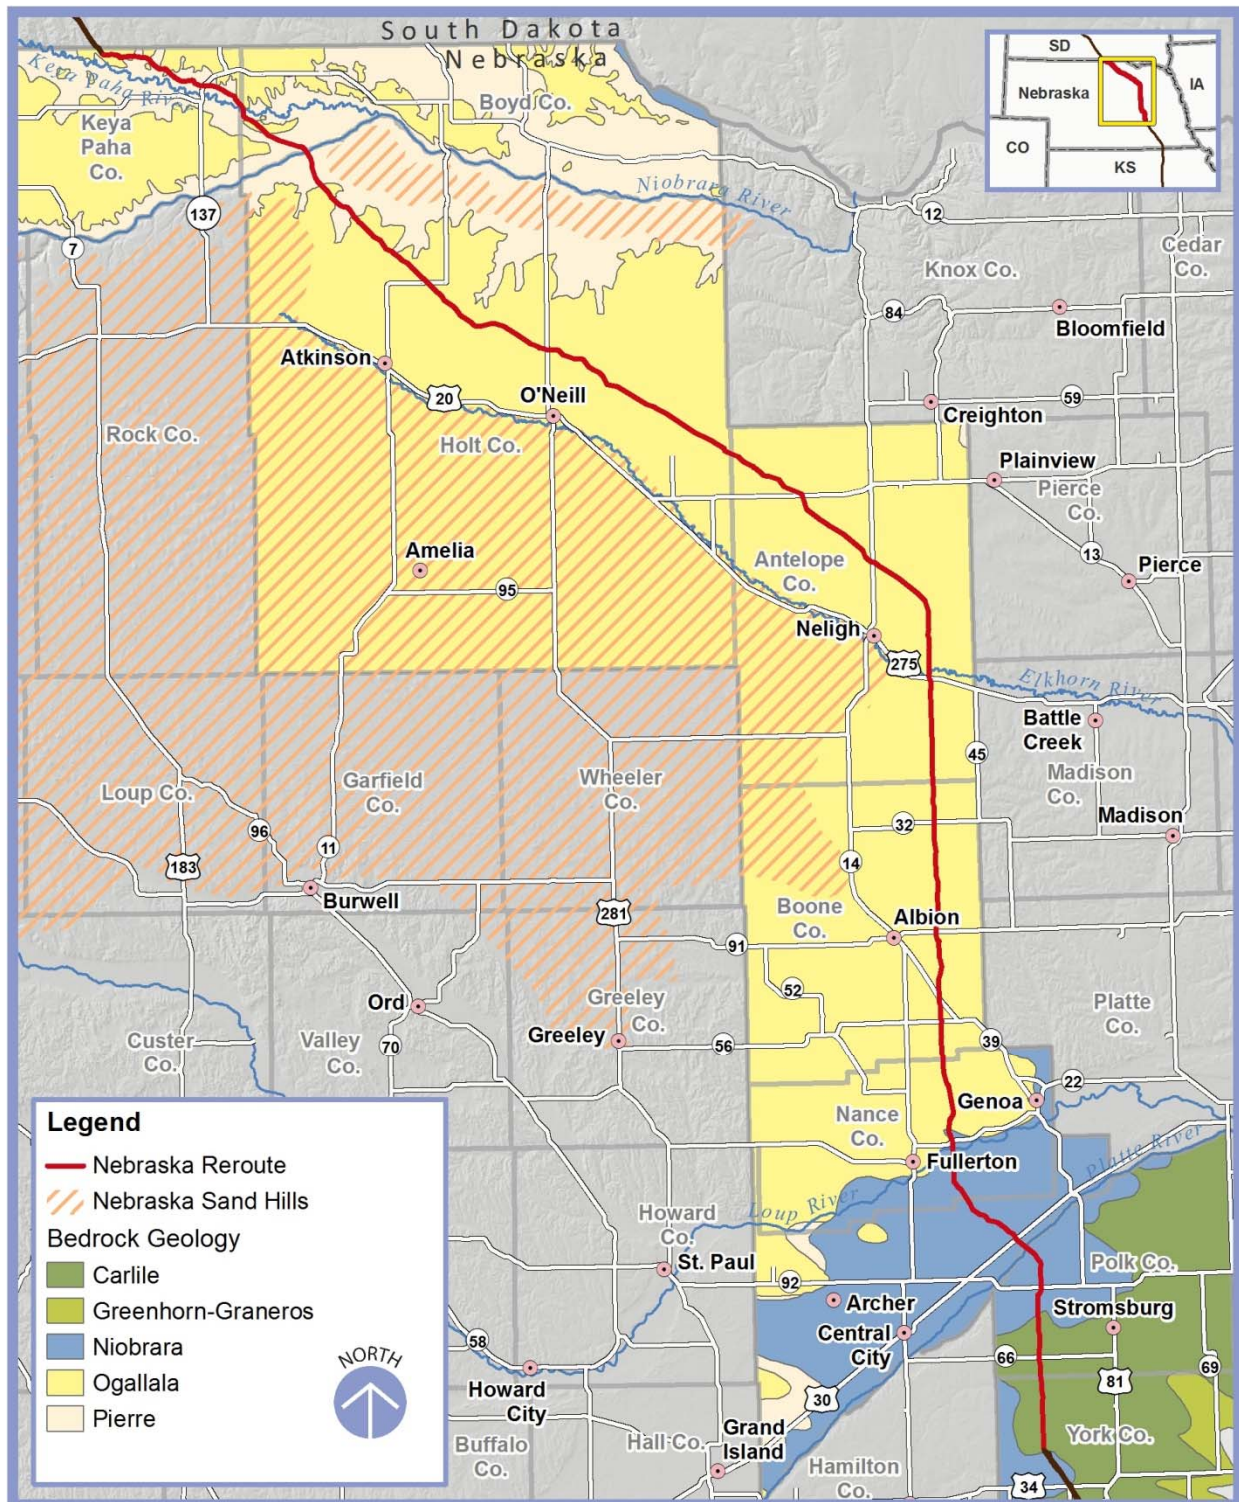 South Dakota
Nebraska
SD
Nebraska
IA
CO
KS
Keya Paha River
Keya
Paha
Co.
Boyd Co.
137
7
Niobrara River
12
Cedar
Co.
Knox Co.
84
Bloomfield
Atkinson
20
O'Neill
59
Creighton
Rock Co.
Holt Co.
Plainview
Pierce
Co.
Amelia
95
Antelope
Co.
13
Pierce
Neligh
275
Elkhorn River
Battle
Creek
45
Madison
Co.
Loup Co.
Garfield
Co.
Wheeler
Co.
Madison
32
96
11
183
14
Burwell
281
Boone
Co.
Albion
91
52
Ord
Greeley
Co.
Platte
Co.
Custer
Co.
Valley
Co.
70
Greeley
56
39
22
Genoa
Nance
Co.
Fullerton
Platte River
Loup River
Howard
Co.
St. Paul
92
Polk Co.
Archer
Stromsburg
Central
City
58
66
69
81
Howard
City
30
Grand
Island
Buffalo
Co.
Hall Co.
York Co.
Hamilton
Co.
34
Legend
Nebraska Reroute
Nebraska Sand Hills
Bedrock Geology
Carlile
Greenhorn-Graneros
Niobrara
Ogallala
Pierre
NORTH